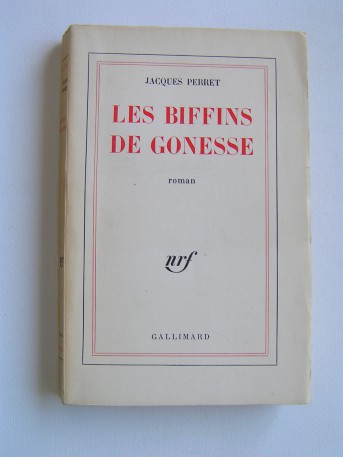 JACQUES PERRET
LES BIFFINS
DE GONESSE
roman
nrf
GALLIMARD